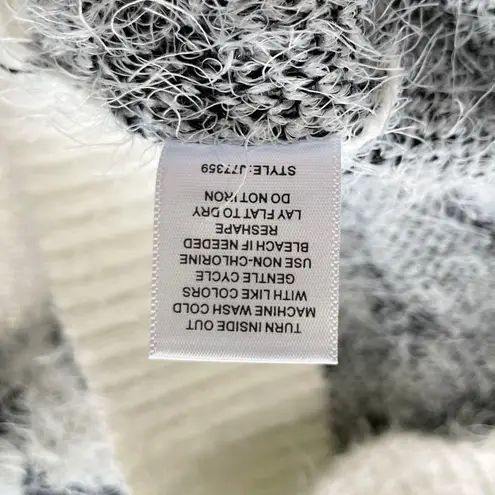 TURN INSIDE OUT
MACHINE WASH COLD
WITH LIKE COLORS
GENTLE CYCLE
USE NON-CHLORINE
BLEACH IF NEEDED
RESHAPE
LAY FLAT TO DRY
DO NOT IRON
STYLE:J77359